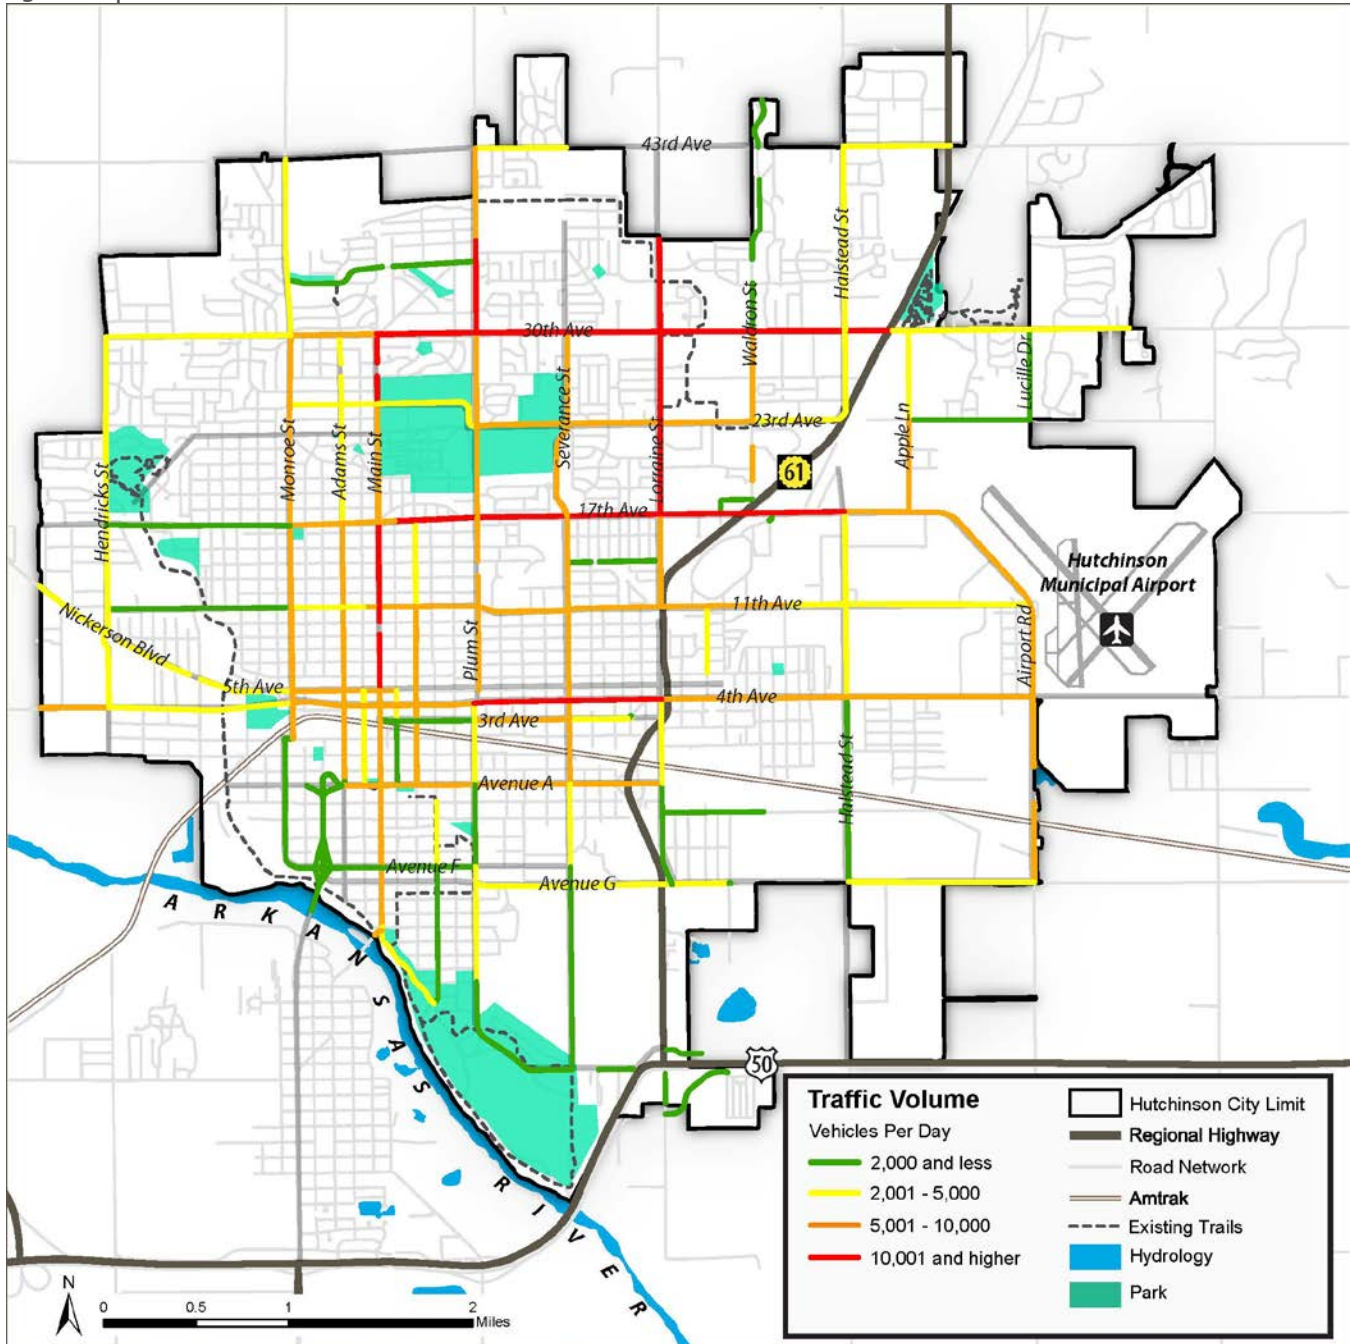 43rd Ave
Halstead St
30th Ave
Waldron St
Lucille Dr
Severance St
23rd Ave
Hendricks St
Monroe St
Adams St
Main St
Lorraine St
Apple Ln
61
17th Ave
Hutchinson
Municipal Airport
11th Ave
Nickerson Blvd
Plum St
Airport Rd
5th Ave
4th Ave
3rd Ave
Avenue A
Halstead St
Avenue F
Avenue G
ARKANSAS RIVER
50
Traffic Volume
Vehicles Per Day
2,000 and less
2,001 - 5,000
5,001 - 10,000
10,001 and higher
Hutchinson City Limit
Regional Highway
Road Network
Amtrak
Existing Trails
Hydrology
Park
N
0 0.5 1 2
Miles